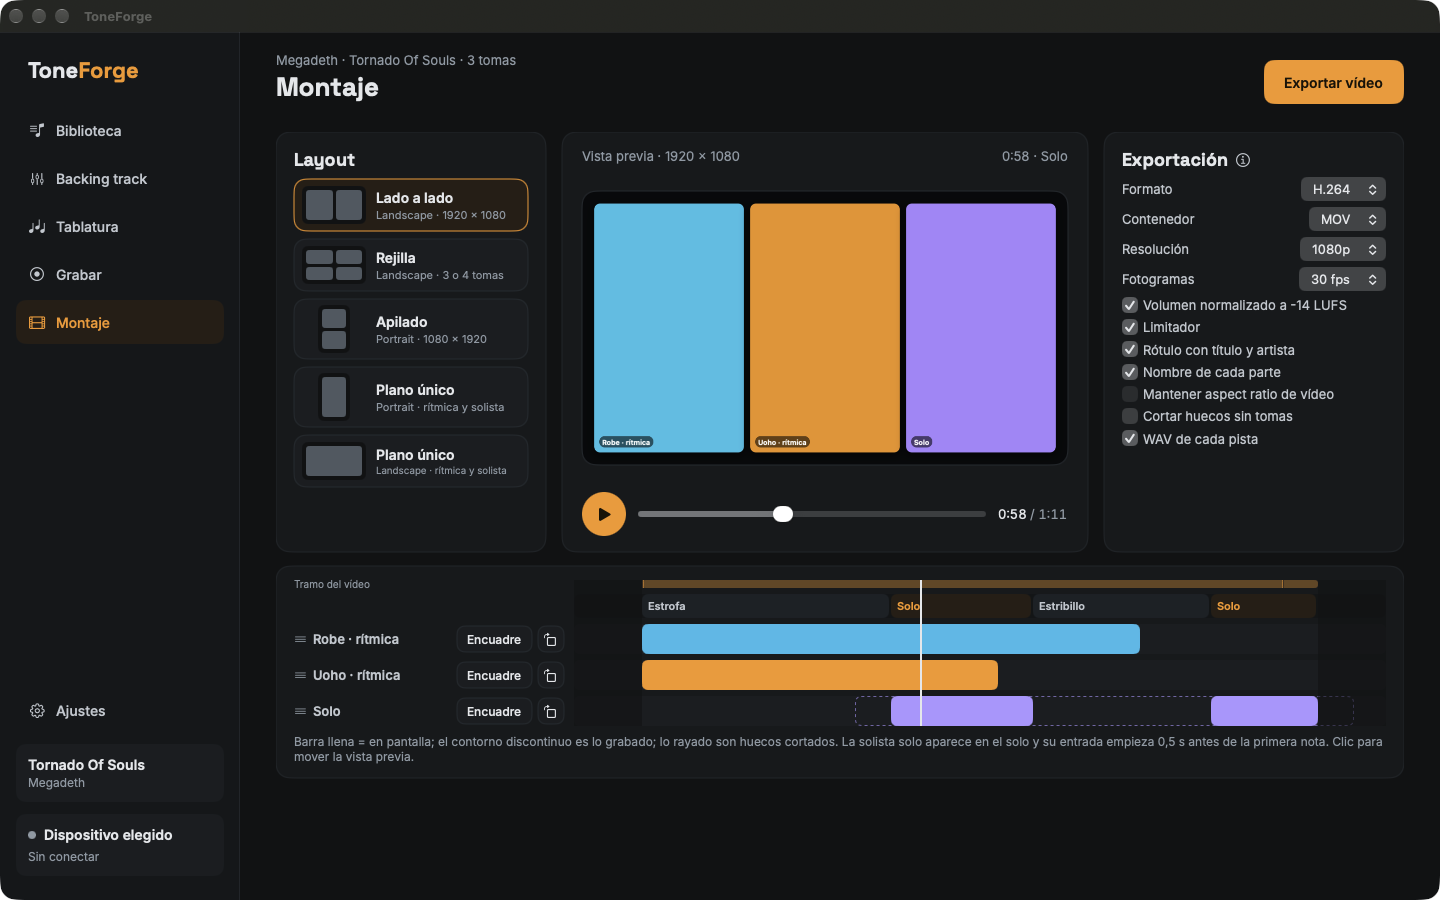 ToneForge
ToneForge
Biblioteca
Backing track
Tablatura
Grabar
Montaje
Ajustes
Tornado Of Souls
Megadeth
Dispositivo elegido
Sin conectar
Megadeth · Tornado Of Souls · 3 tomas
Montaje
Exportar vídeo
Layout
Lado a lado
Landscape · 1920 × 1080
Rejilla
Landscape · 3 o 4 tomas
Apilado
Portrait · 1080 × 1920
Plano único
Portrait · rítmica y solista
Plano único
Landscape · rítmica y solista
Vista previa · 1920 × 1080
0:58 · Solo
Robe · rítmica
Uoho · rítmica
Solo
0:58 / 1:11
Exportación
Formato
H.264
Contenedor
MOV
Resolución
1080p
Fotogramas
30 fps
Volumen normalizado a -14 LUFS
Limitador
Rótulo con título y artista
Nombre de cada parte
Mantener aspect ratio de vídeo
Cortar huecos sin tomas
WAV de cada pista
Tramo del vídeo
Estrofa
Solo
Estribillo
Solo
Robe · rítmica
Encuadre
Uoho · rítmica
Encuadre
Solo
Encuadre
Barra llena = en pantalla; el contorno discontinuo es lo grabado; lo rayado son huecos cortados. La solista solo aparece en el solo y su entrada empieza 0,5 s antes de la primera nota. Clic para
mover la vista previa.